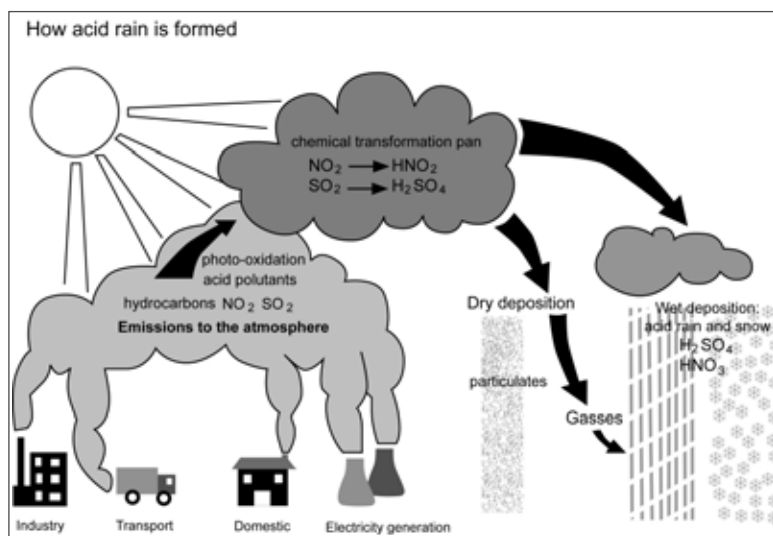 How acid rain is formed
chemical transformation pan
NO₂ → HNO₂
SO₂ → H₂SO₄
photo-oxidation
acid polutants
hydrocarbons NO₂ SO₂
Emissions to the atmosphere
Dry deposition
particulates
Gasses
Wet deposition:
acid rain and snow
H₂SO₄
HNO₃
Industry
Transport
Domestic
Electricity generation